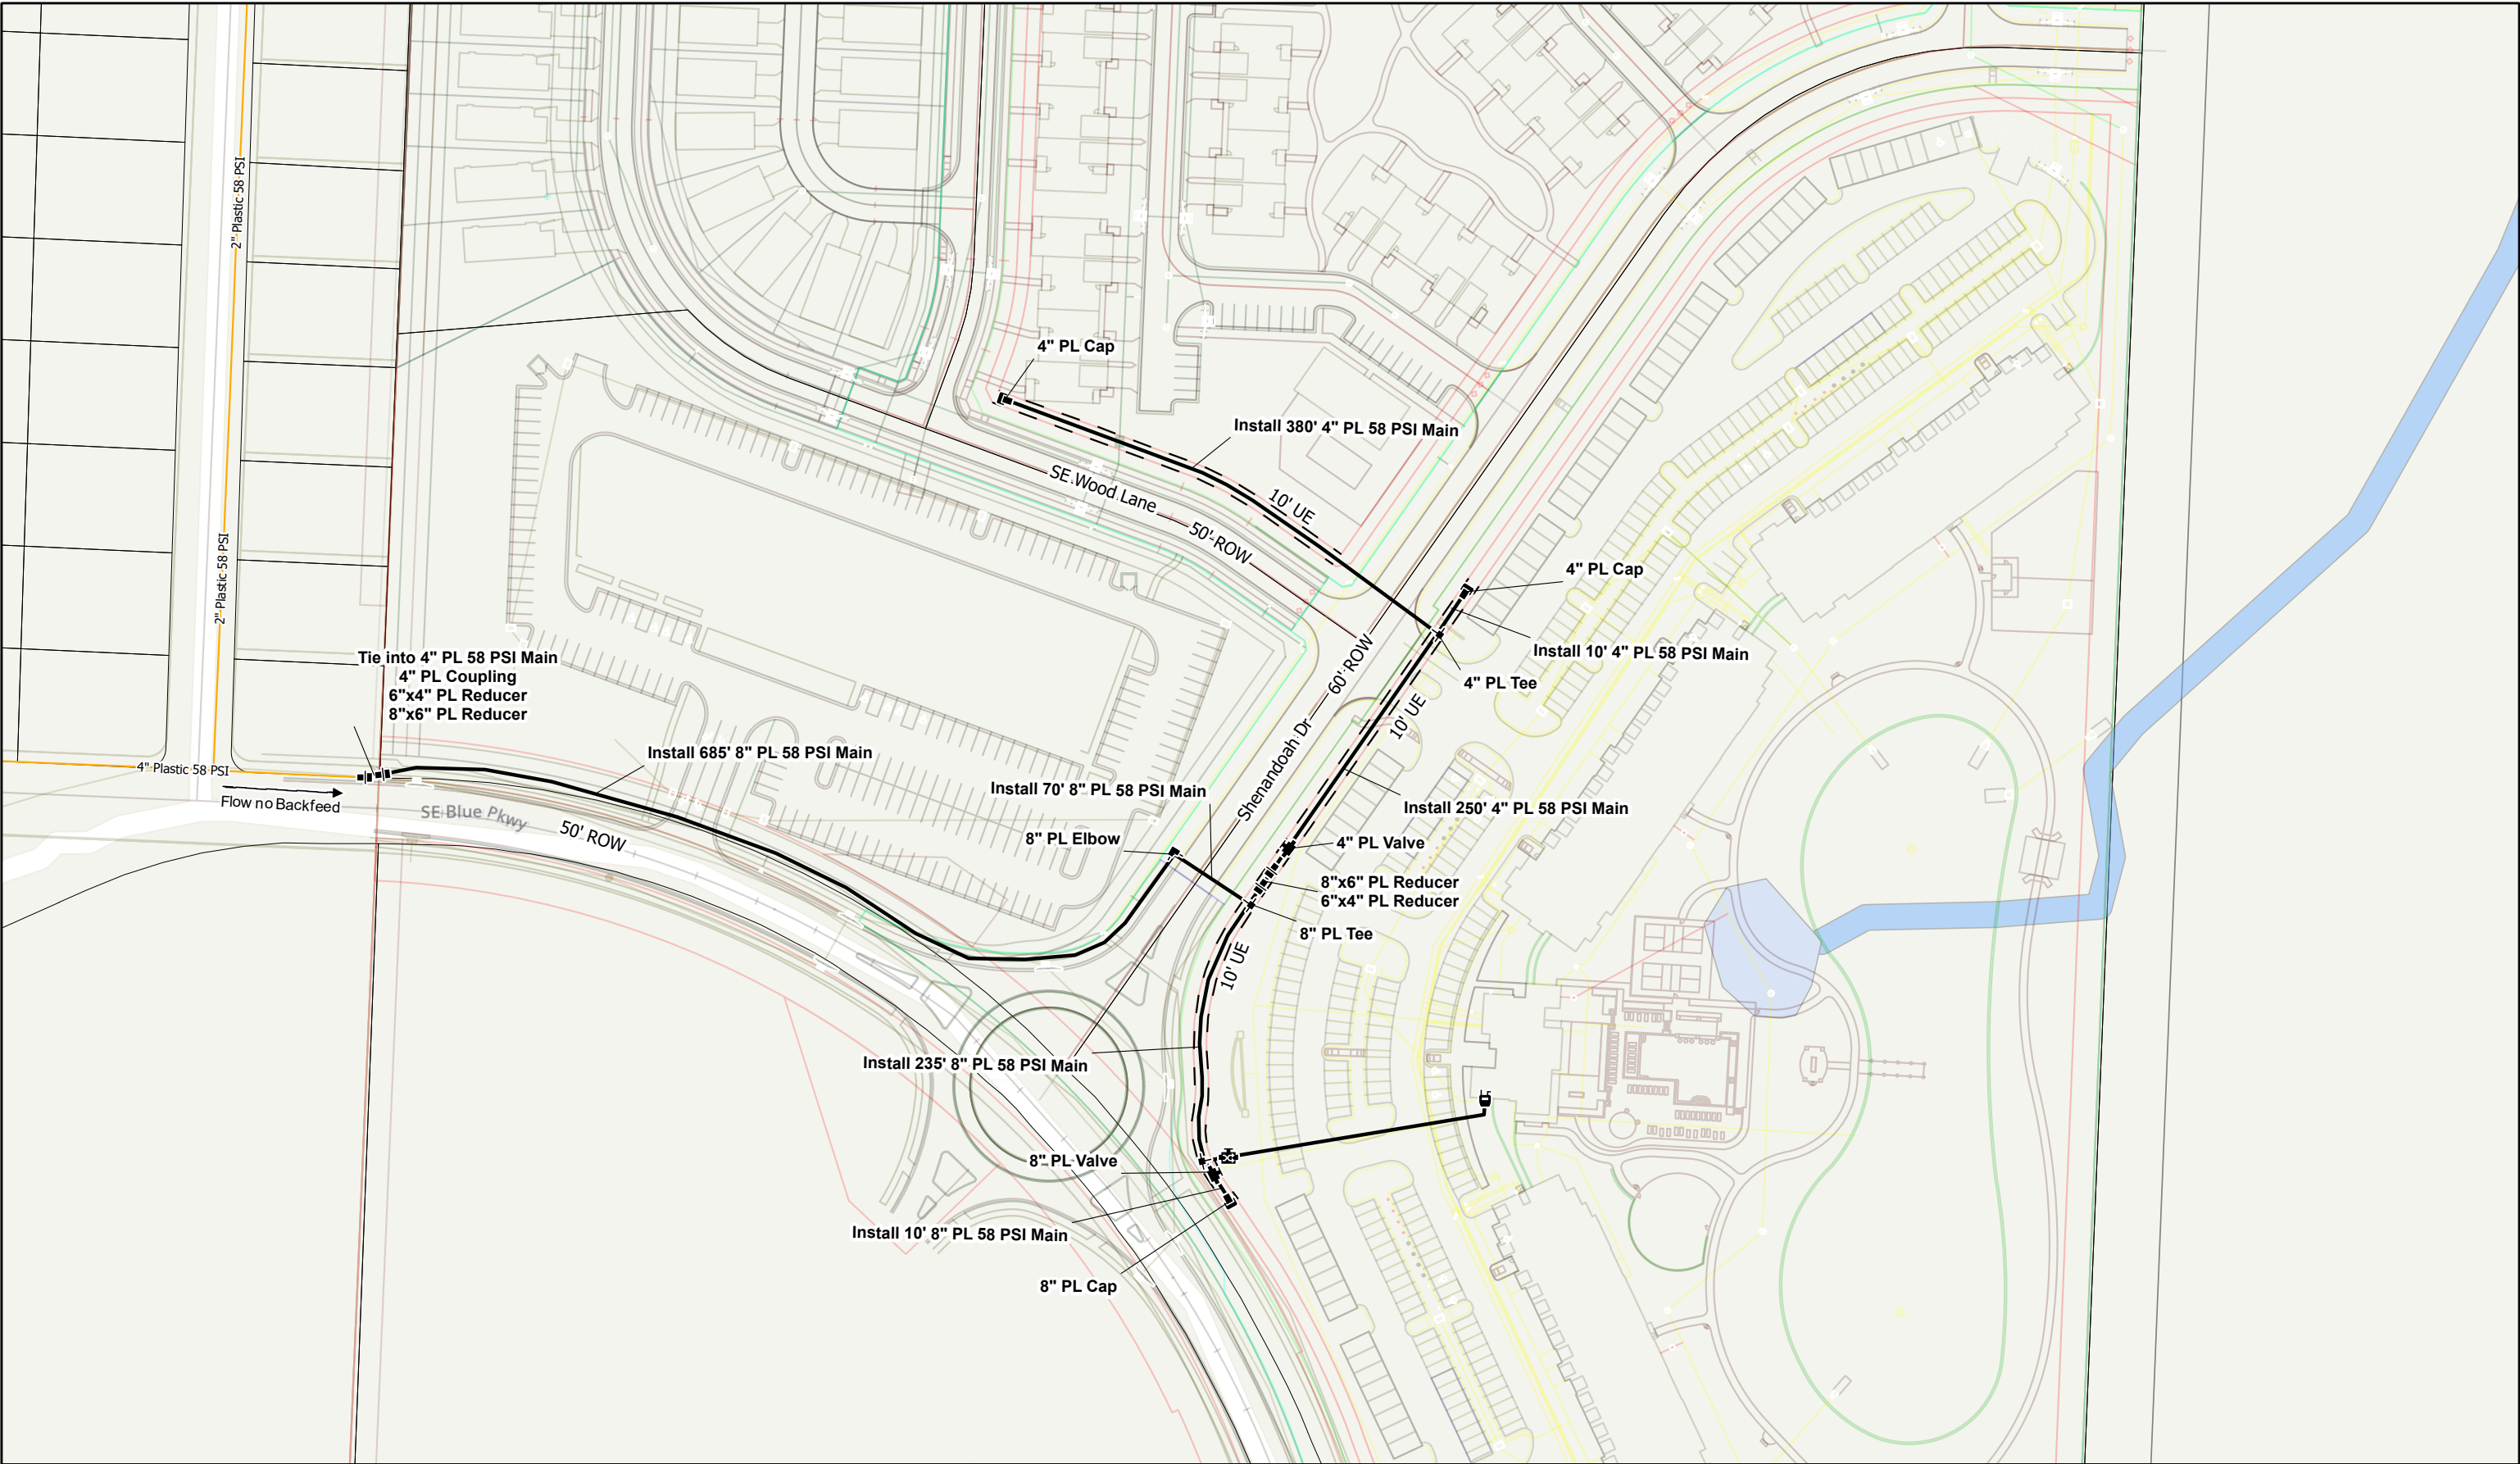 2" Plastic 58 PSI
4" PL Cap
Install 380' 4" PL 58 PSI Main
SE Wood Lane
10' UE
50' ROW
2" Plastic 58 PSI
4" PL Cap
Install 10' 4" PL 58 PSI Main
4" PL Tee
60' ROW
Shenandoah Dr
10' UE
Tie into 4" PL 58 PSI Main
4" PL Coupling
6"x4" PL Reducer
8"x6" PL Reducer
Install 685' 8" PL 58 PSI Main
4" Plastic 58 PSI
Flow no Backfeed
SE Blue Pkwy
50' ROW
Install 70' 8" PL 58 PSI Main
Install 250' 4" PL 58 PSI Main
8" PL Elbow
4" PL Valve
8"x6" PL Reducer
6"x4" PL Reducer
8" PL Tee
10' UE
Install 235' 8" PL 58 PSI Main
8" PL Valve
Install 10' 8" PL 58 PSI Main
8" PL Cap